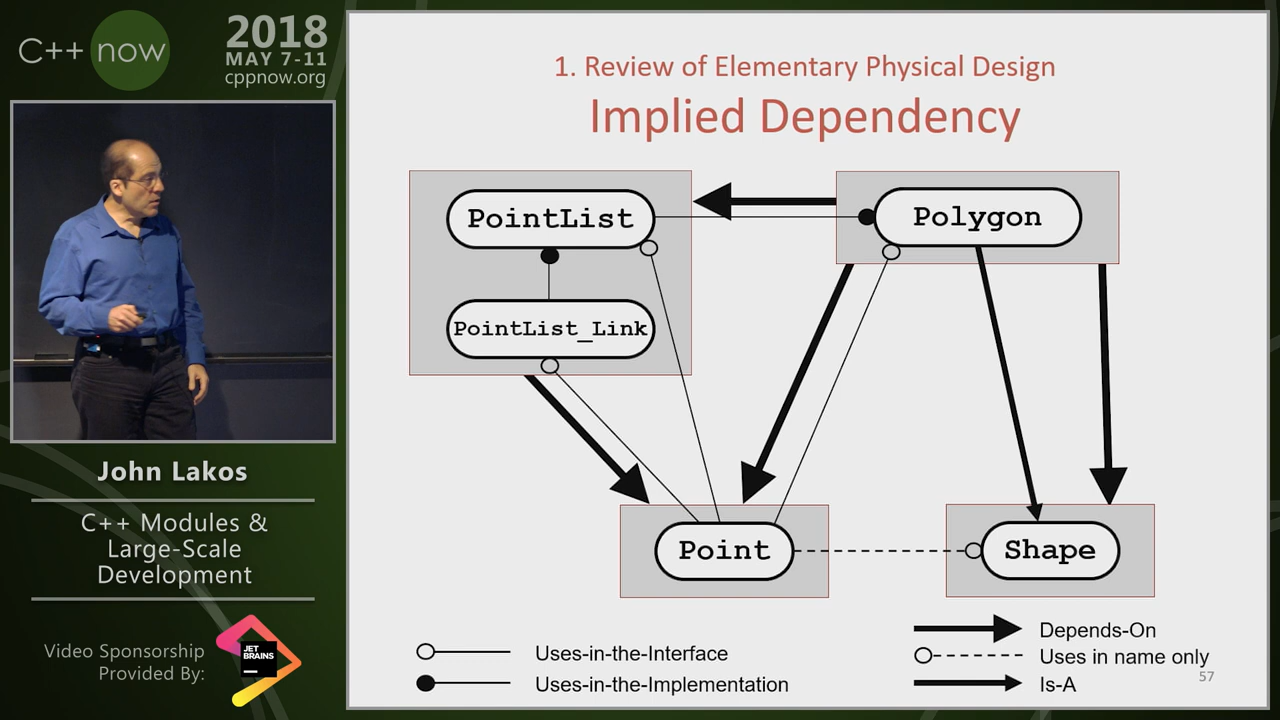 C++ now
2018
MAY 7-11
cppnow.org
John Lakos
C++ Modules &
Large-Scale
Development
Video Sponsorship
Provided By:
JET
BRAINS
1. Review of Elementary Physical Design
Implied Dependency
PointList
Polygon
PointList_Link
Point
Shape
Uses-in-the-Interface
Uses-in-the-Implementation
Depends-On
Uses in name only
Is-A
57